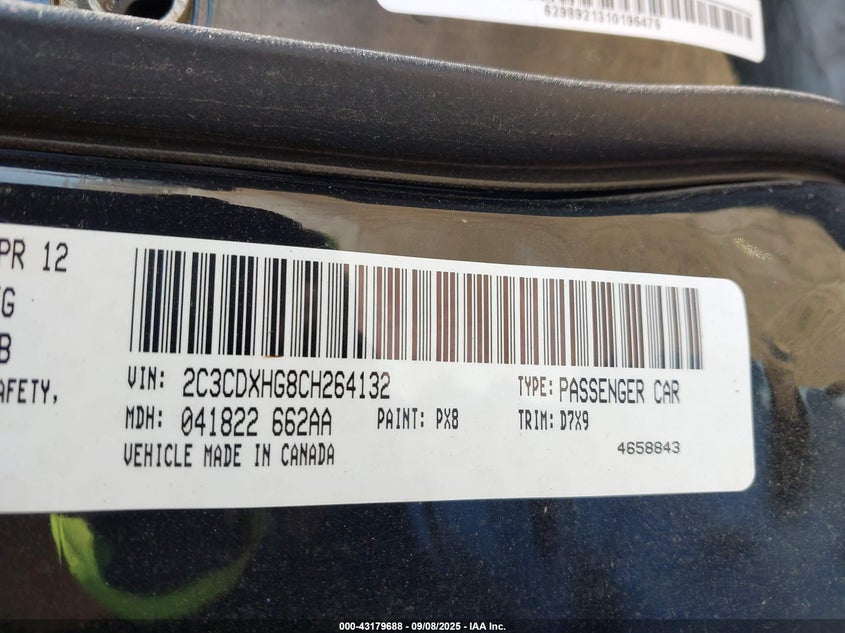 6298921310195475
PR 12
G
B
AFETY,
VIN: 2C3CDXHG8CH264132 TYPE: PASSENGER CAR
MDH: 041822 662AA PAINT: PX8 TRIM: D7X9
VEHICLE MADE IN CANADA 4658843
000-43179688 - 09/08/2025 - IAA Inc.